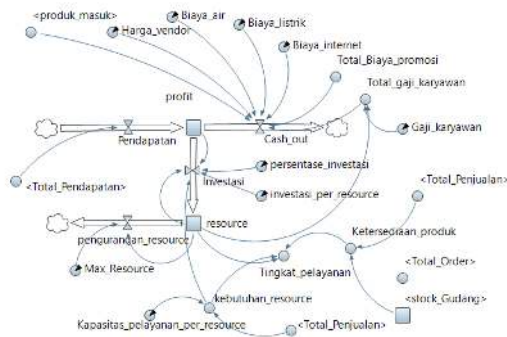 <produk_masuk>
Biaya_air
Biaya_listrik
Harga_vendor
Biaya_internet
Total_Biaya_promosi
Total_gaji_karyawan
profit
Pendapatan
Cash_out
Gaji_karyawan
<Total_Pendapatan>
Investasi
persentase_investasi
investasi_per_resource
<Total_Penjualan>
resource
pengurangan_resource
Ketersediaan_produk
Max_Resource
Tingkat_pelayanan
<Total_Order>
kebutuhan_resource
<stock_Gudang>
Kapasitas_pelayanan_per_resource
<Total_Penjualan>